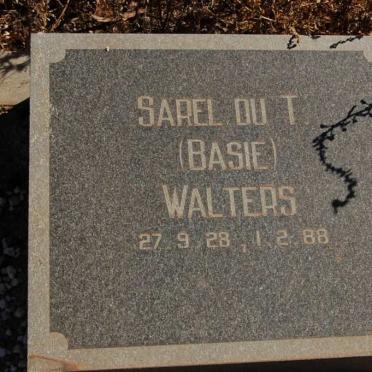 SAREL DU T.
(BASIE)
WALTERS
27.9.28, 1.2.88